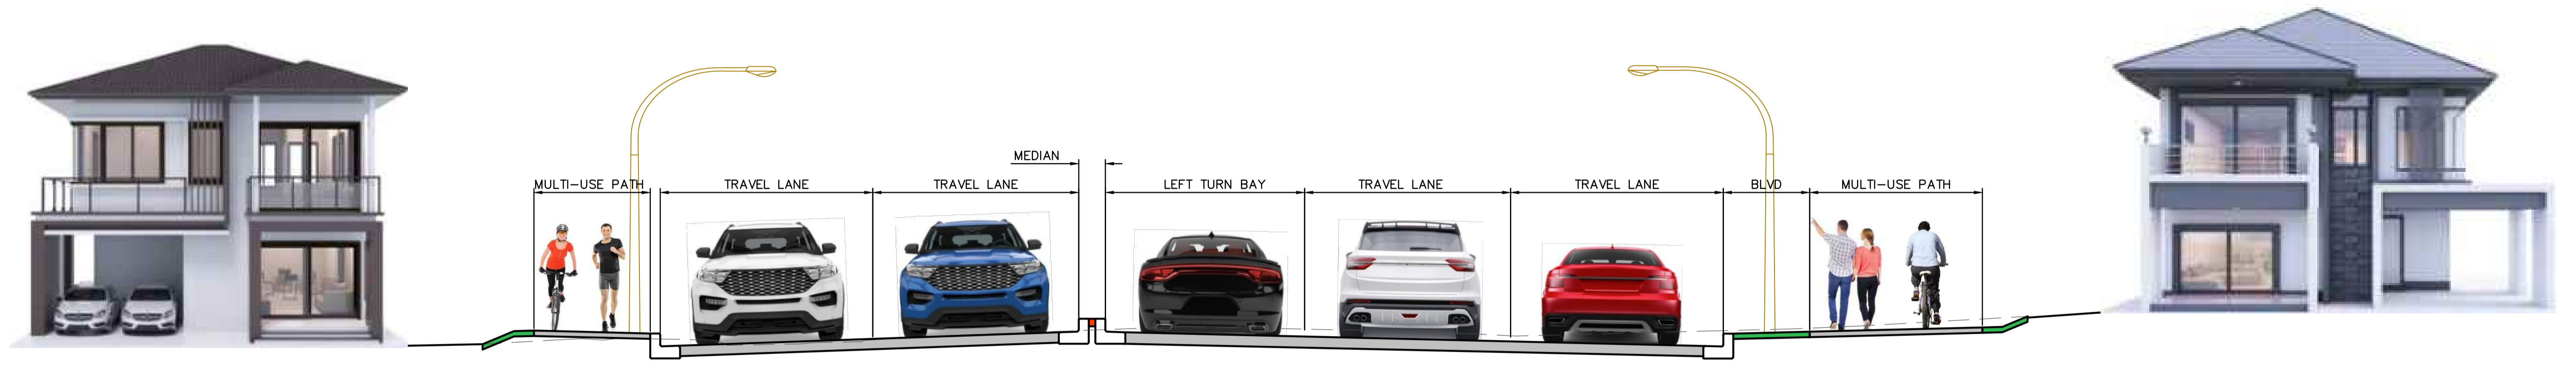 MEDIAN
MULTI-USE PATH
TRAVEL LANE
TRAVEL LANE
LEFT TURN BAY
TRAVEL LANE
TRAVEL LANE
BLVD
MULTI-USE PATH